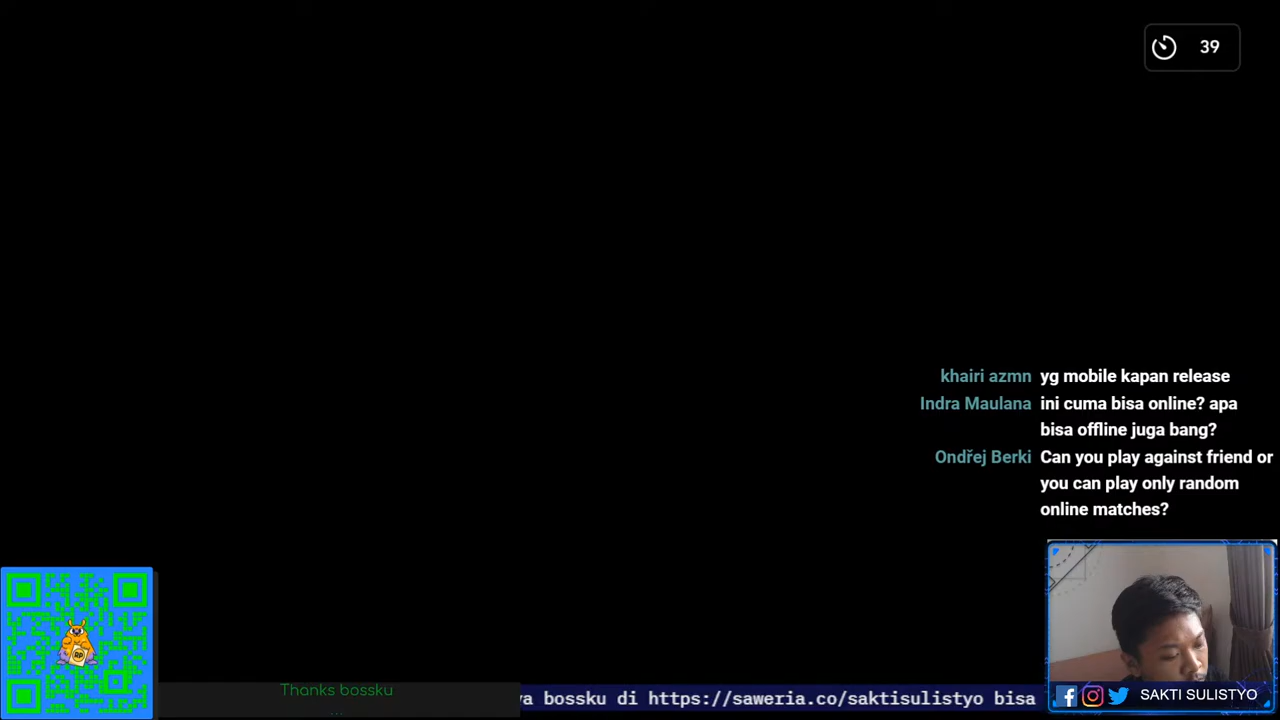 39
khairi azmn yg mobile kapan release
Indra Maulana ini cuma bisa online? apa
bisa offline juga bang?
Ondřej Berki Can you play against friend or
you can play only random
online matches?
RP
Thanks bossku
...
bossku di https://saweria.co/saktisulistyo bisa
SAKTI SULISTYO